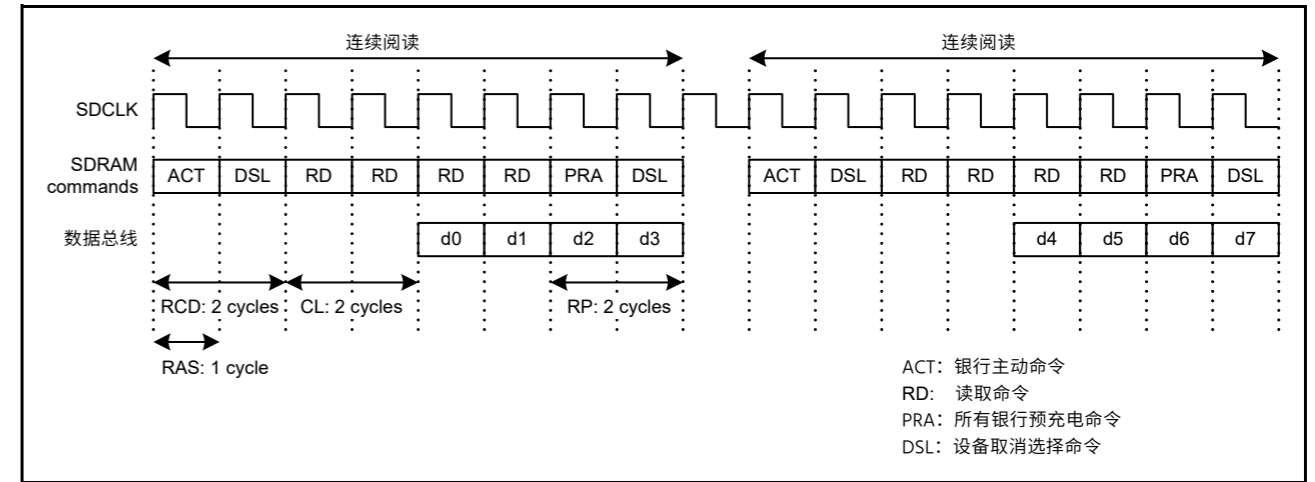 连续阅读 连续阅读
SDCLK
SDRAM
commands
ACT DSL RD RD RD RD PRA DSL ACT DSL RD RD RD RD PRA DSL
数据总线 d0 d1 d2 d3 d4 d5 d6 d7
RCD: 2 cycles CL: 2 cycles RP: 2 cycles
RAS: 1 cycle
ACT：银行主动命令
RD: 读取命令
PRA：所有银行预充电命令
DSL：设备取消选择命令